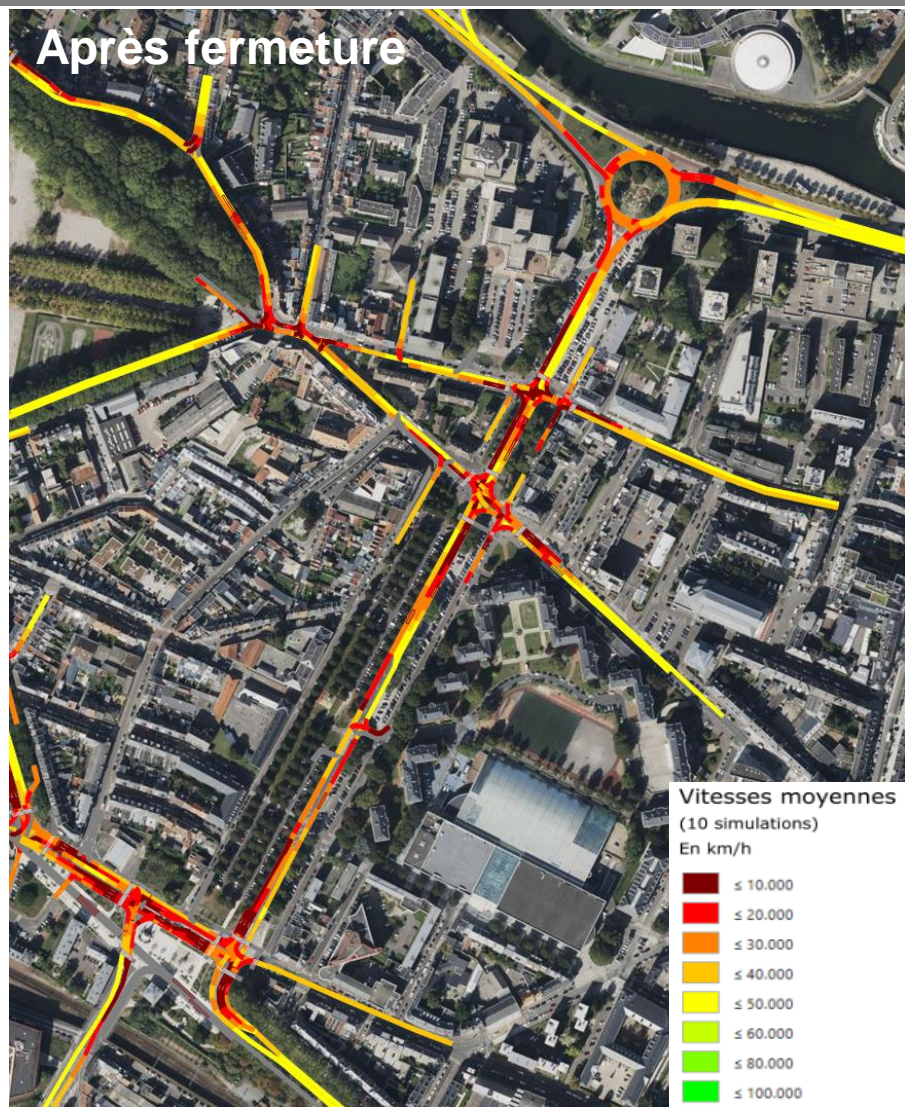 Après fermeture
Vitesses moyennes
(10 simulations)
En km/h
≤ 10.000
≤ 20.000
≤ 30.000
≤ 40.000
≤ 50.000
≤ 60.000
≤ 80.000
≤ 100.000